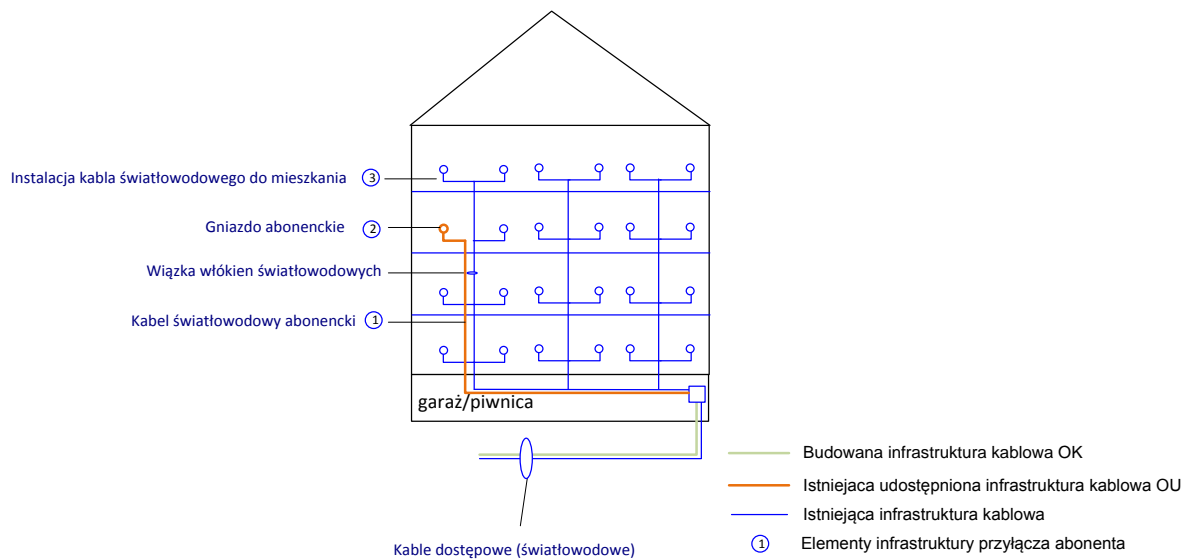 Instalacja kabla światłowodowego do mieszkania 3
Gniazdo abonenckie 2
Wiązka włókien światłowodowych
Kabel światłowodowy abonencki 1
garaż/piwnica
Kable dostępowe (światłowodowe)
Budowana infrastruktura kablowa OK
Istniejaca udostępniona infrastruktura kablowa OU
Istniejąca infrastruktura kablowa
1 Elementy infrastruktury przyłącza abonenta